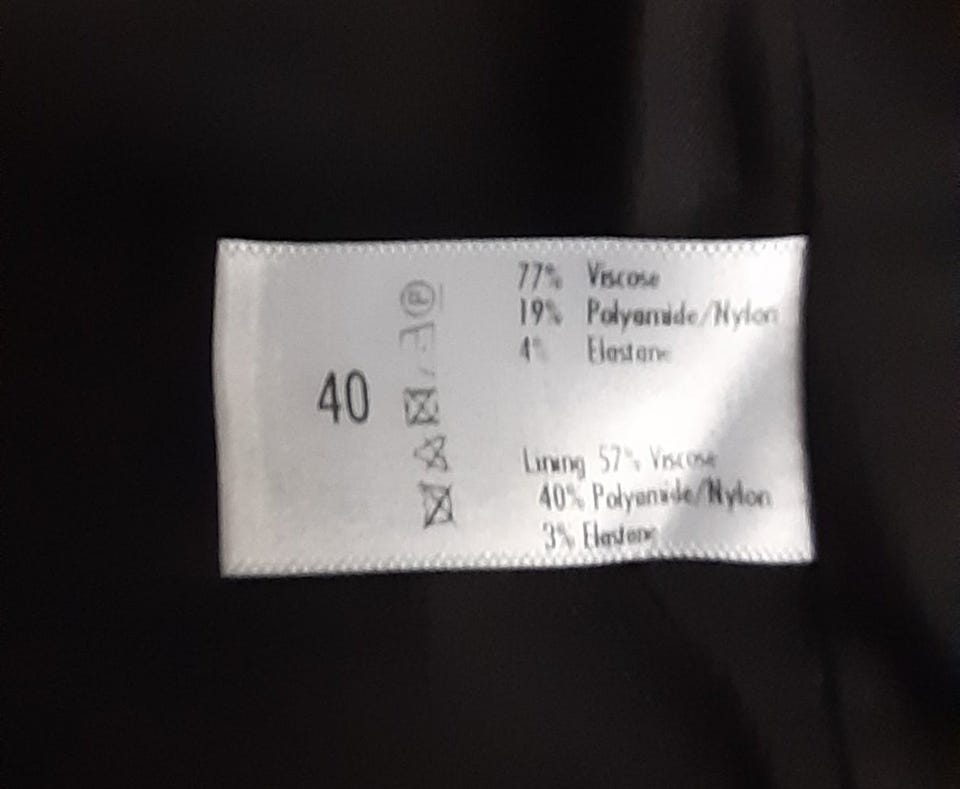 40
P
77% Viscose
19% Polyamide/Nylon
4% Elastane
Lining 57% Viscose
40% Polyamide/Nylon
3% Elastane